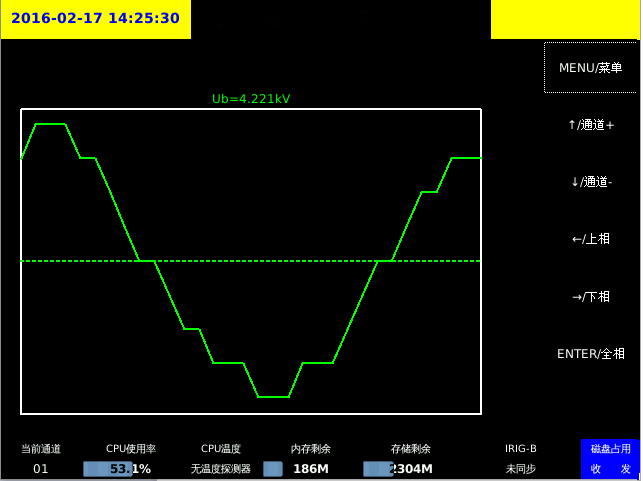 2016-02-17 14:25:30
MENU/菜单
Ub=4.221kV
↑/通道+
↓/通道-
←/上相
→/下相
ENTER/全相
当前通道 CPU使用率 CPU温度 内存剩余 存储剩余 IRIG-B 磁盘占用
01 53.1% 无温度探测器 186M 2304M 未同步 收 发